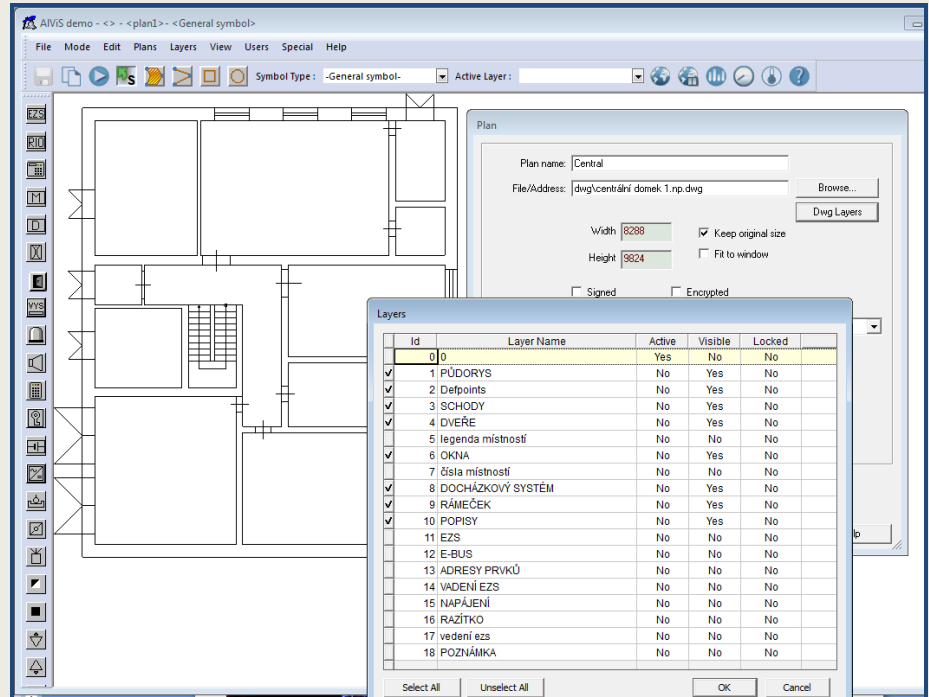 AlViS demo - <> - <plan1> - <General symbol>
File Mode Edit Plans Layers View Users Special Help
S Symbol Type : -General symbol- Active Layer :
EZS
RIO
M
D
VYS
Plan
Plan name: Central
File/Address: dwg\centrální domek 1.np.dwg Browse...
Dwg Layers
Width 8288 Keep original size
Height 9824 Fit to window
Signed Encrypted
Layers
Id Layer Name Active Visible Locked
0 0 Yes No No
1 PŮDORYS No Yes No
2 Defpoints No Yes No
3 SCHODY No Yes No
4 DVEŘE No Yes No
5 legenda místností No No No
6 OKNA No Yes No
7 čísla místností No No No
8 DOCHÁZKOVÝ SYSTÉM No Yes No
9 RÁMEČEK No Yes No
10 POPISY No Yes No
11 EZS No No No
12 E-BUS No No No
13 ADRESY PRVKŮ No No No
14 VADENÍ EZS No No No
15 NAPÁJENÍ No No No
16 RAZÍTKO No No No
17 vedení ezs No No No
18 POZNÁMKA No No No
Select All Unselect All OK Cancel